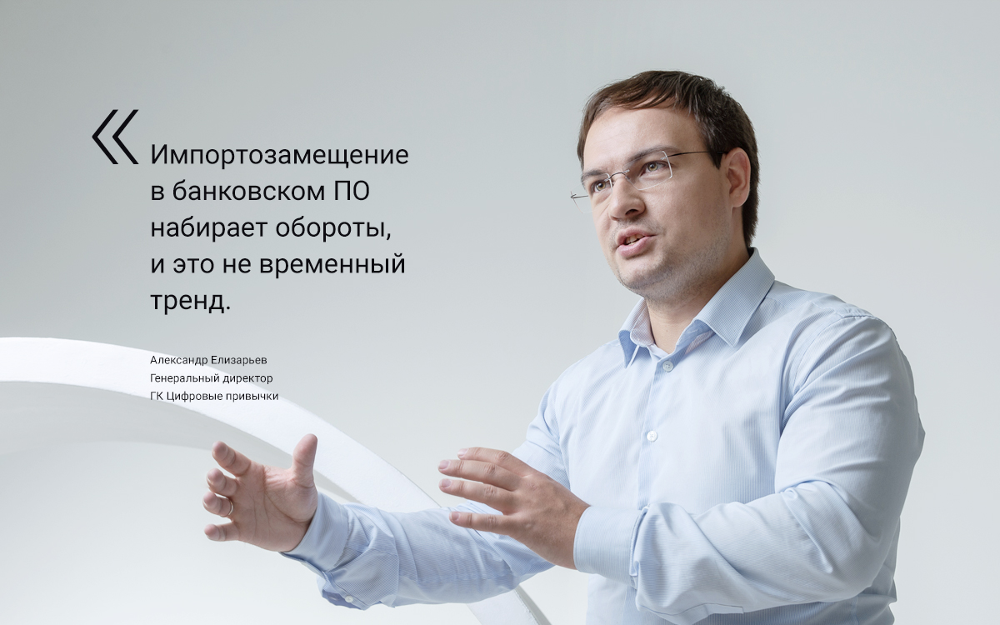 «
Импортозамещение
в банковском ПО
набирает обороты,
и это не временный
тренд.
Александр Елизарьев
Генеральный директор
ГК Цифровые привычки